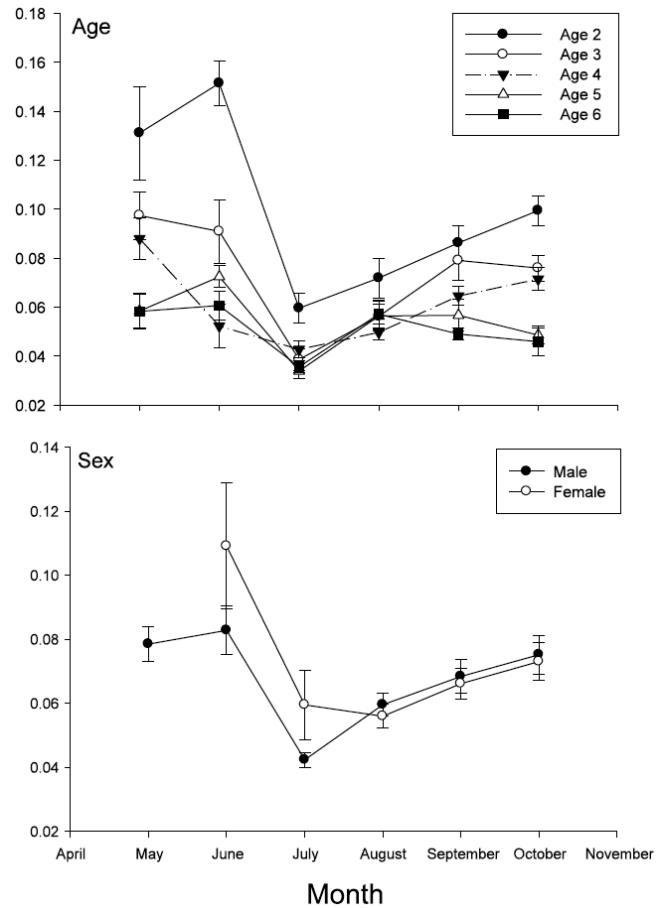 0.18
Age
Age 2
Age 3
Age 4
Age 5
Age 6
0.16
0.14
0.12
0.10
0.08
0.06
0.04
0.02
0.14
Sex
Male
Female
0.12
0.10
0.08
0.06
0.04
0.02
April May June July August September October November
Month